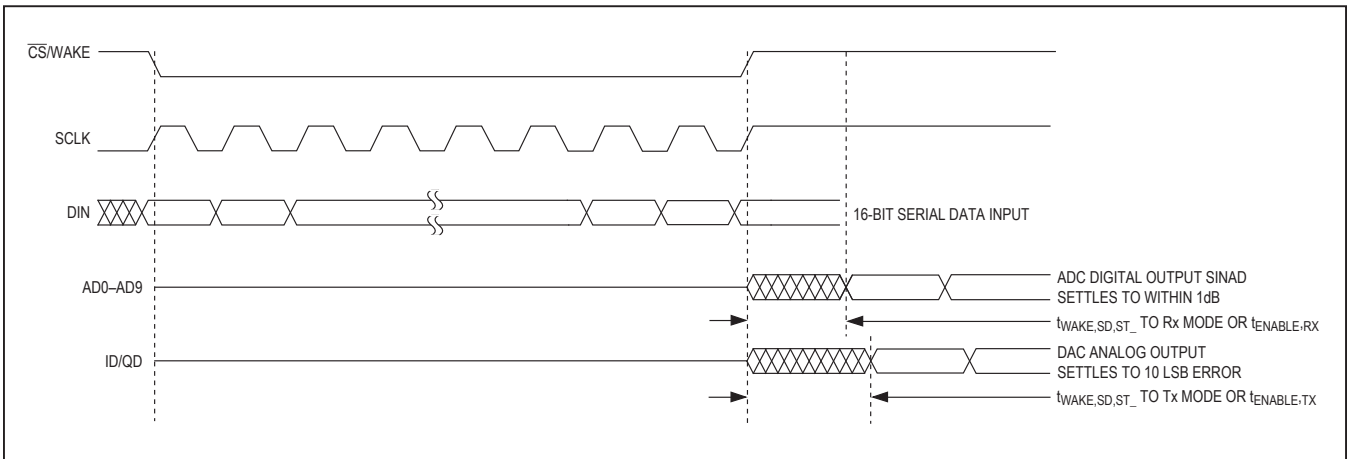 C̅S̅/WAKE
SCLK
DIN
16-BIT SERIAL DATA INPUT
AD0–AD9
ADC DIGITAL OUTPUT SINAD
SETTLES TO WITHIN 1dB
tWAKE,SD,ST_ TO Rx MODE OR tENABLE,RX
ID/QD
DAC ANALOG OUTPUT
SETTLES TO 10 LSB ERROR
tWAKE,SD,ST_ TO Tx MODE OR tENABLE,TX